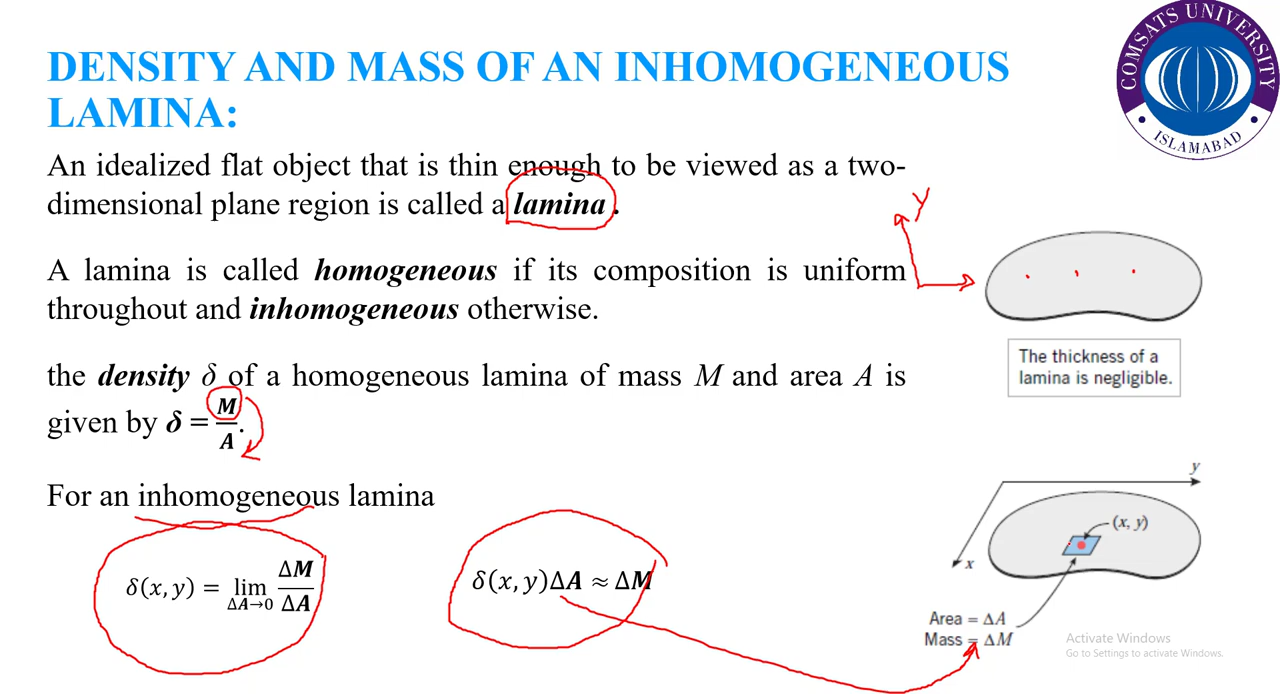 DENSITY AND MASS OF AN INHOMOGENEOUS
LAMINA:
COMSATS UNIVERSITY
ISLAMABAD
An idealized flat object that is thin enough to be viewed as a two-
dimensional plane region is called a lamina.
y
A lamina is called homogeneous if its composition is uniform
throughout and inhomogeneous otherwise.
The thickness of a
lamina is negligible.
the density δ of a homogeneous lamina of mass M and area A is
given by δ = M/A.
For an inhomogeneous lamina
y
(x, y)
x
δ(x, y) = lim ΔA→0 ΔM/ΔA
δ(x, y)ΔA ≈ ΔM
Area = ΔA
Mass = ΔM
Activate Windows
Go to Settings to activate Windows.